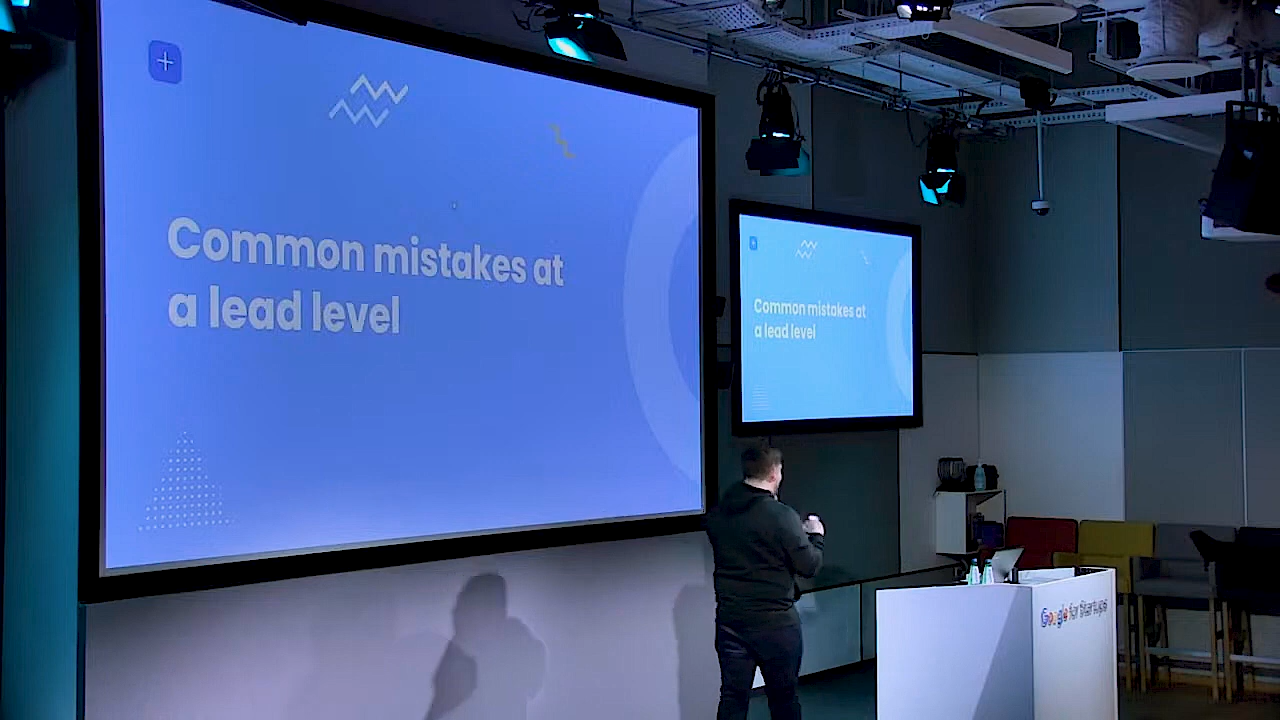 Common mistakes at
a lead level
Common mistakes at
a lead level
Google for Startups